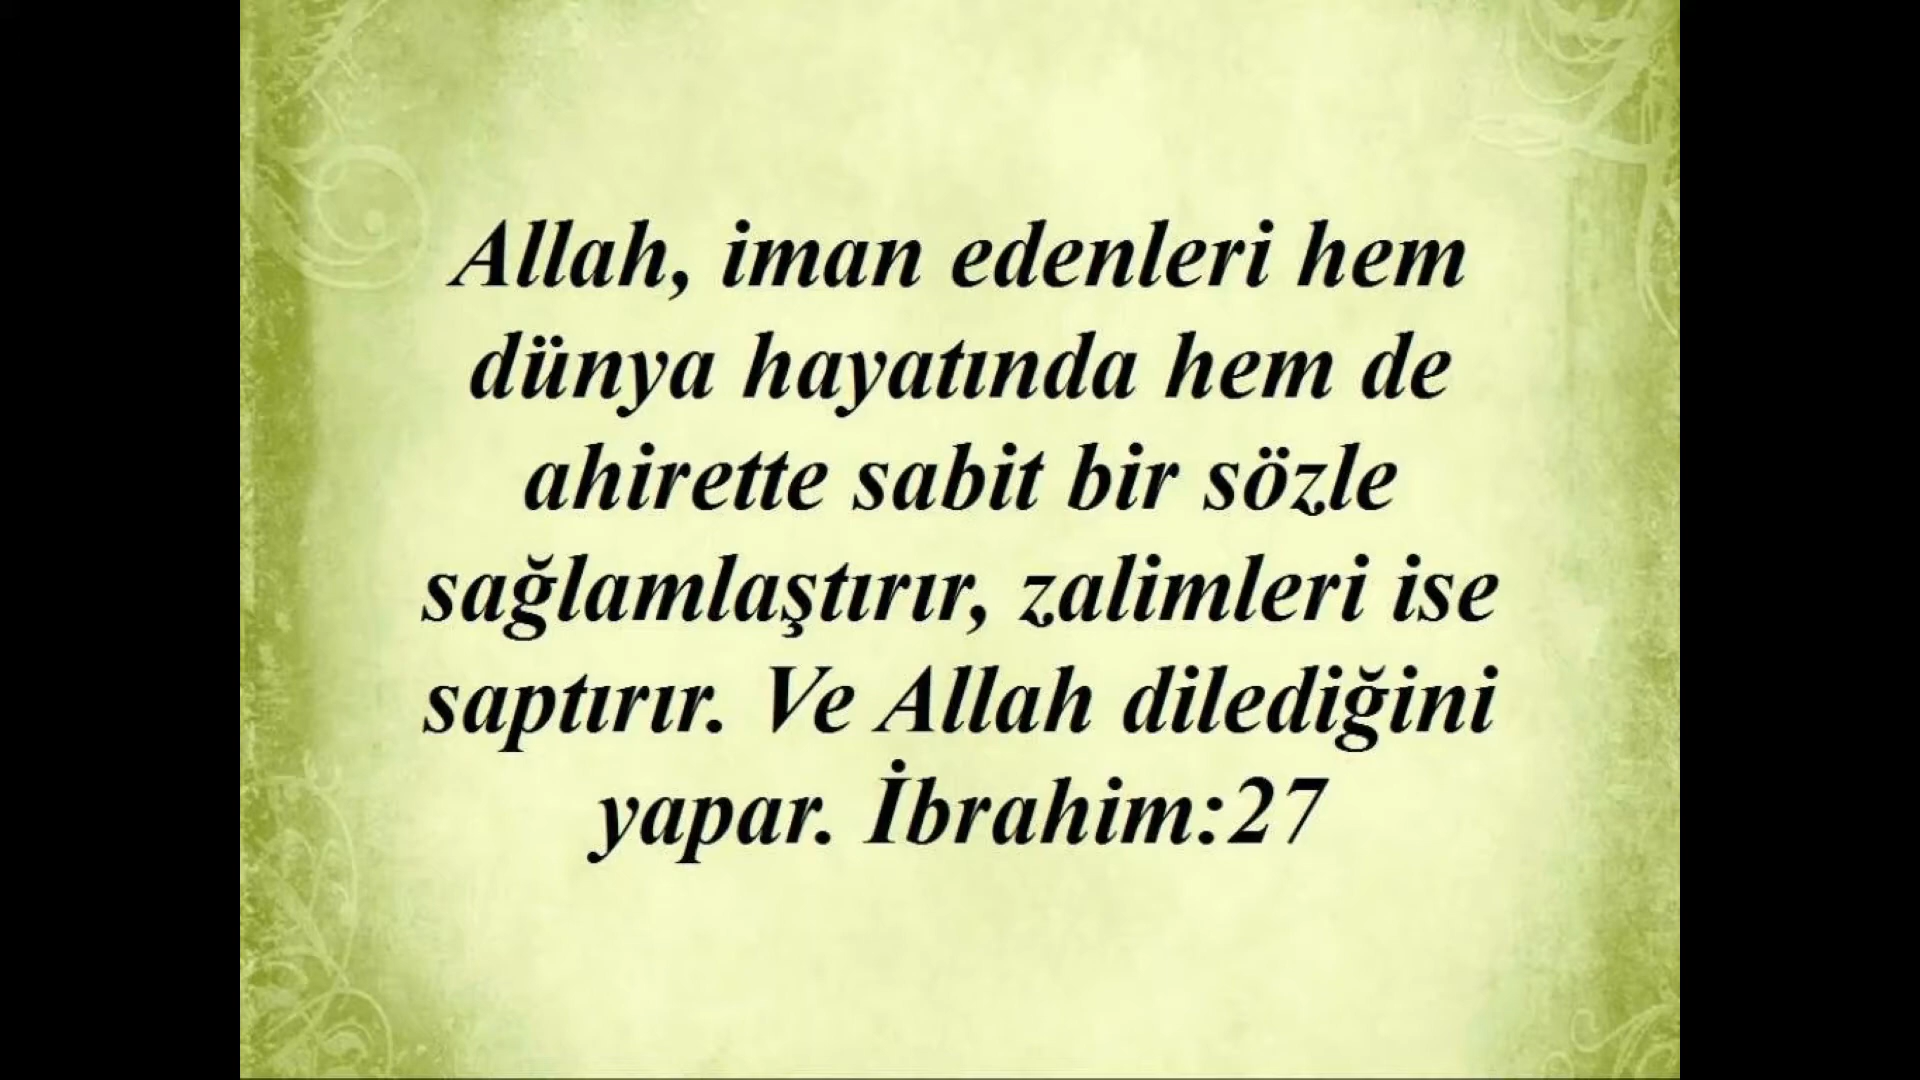 Allah, iman edenleri hem
dünya hayatında hem de
ahirette sabit bir sözle
sağlamlaştırır, zalimleri ise
saptırır. Ve Allah dilediğini
yapar. İbrahim:27